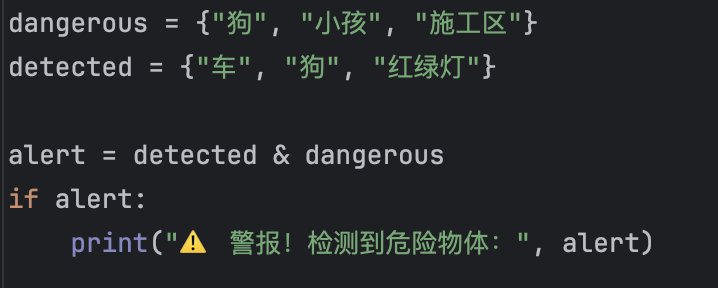 dangerous = {"狗", "小孩", "施工区"}
detected = {"车", "狗", "红绿灯"}

alert = detected & dangerous
if alert:
    print("⚠️ 警报！检测到危险物体：", alert)